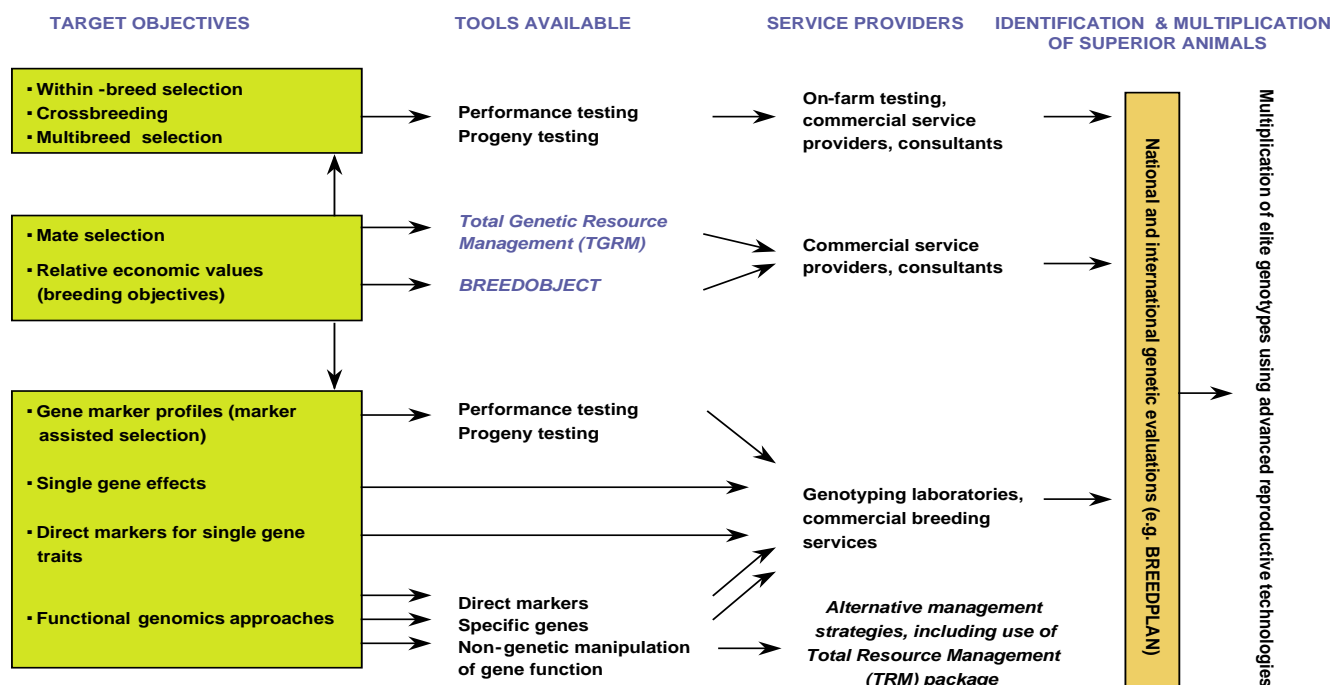 TARGET OBJECTIVES
TOOLS AVAILABLE
SERVICE PROVIDERS
IDENTIFICATION & MULTIPLICATION
OF SUPERIOR ANIMALS
▪ Within -breed selection
▪ Crossbreeding
▪ Multibreed selection
Performance testing
Progeny testing
On-farm testing,
commercial service
providers, consultants
▪ Mate selection
▪ Relative economic values
(breeding objectives)
Total Genetic Resource
Management (TGRM)
BREEDOBJECT
Commercial service
providers, consultants
▪ Gene marker profiles (marker
assisted selection)
▪ Single gene effects
▪ Direct markers for single gene
traits
▪ Functional genomics approaches
Performance testing
Progeny testing
Direct markers
Specific genes
Non-genetic manipulation
of gene function
Genotyping laboratories,
commercial breeding
services
Alternative management
strategies, including use of
Total Resource Management
(TRM) package
National and international genetic evaluations (e.g. BREEDPLAN)
Multiplication of elite genotypes using advanced reproductive technologies